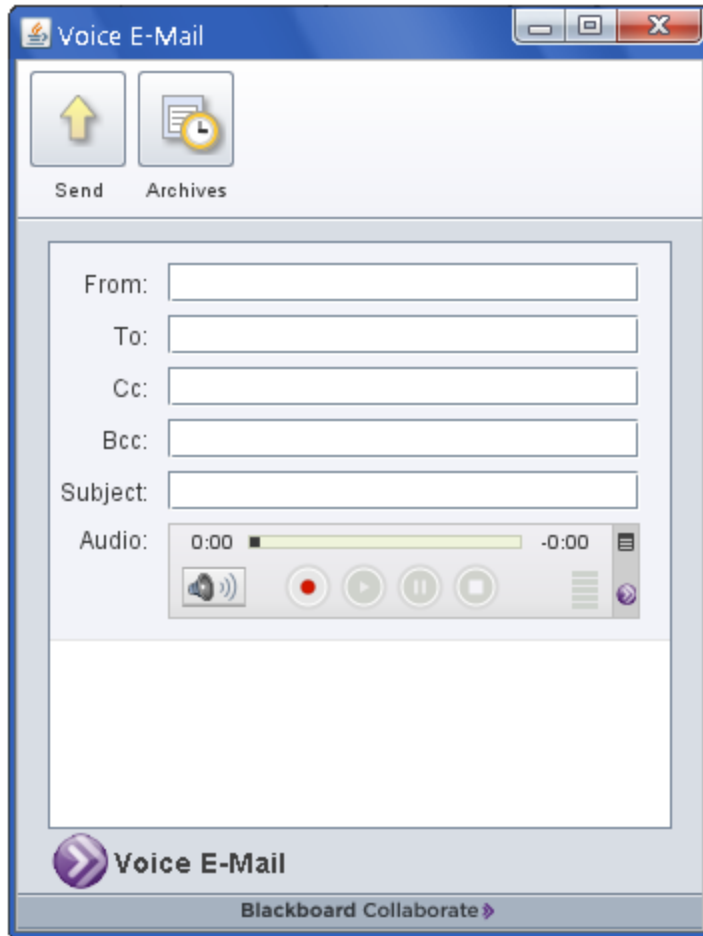 Voice E-Mail
Send Archives
From:
To:
Cc:
Bcc:
Subject:
Audio: 0:00 -0:00
Voice E-Mail
Blackboard Collaborate